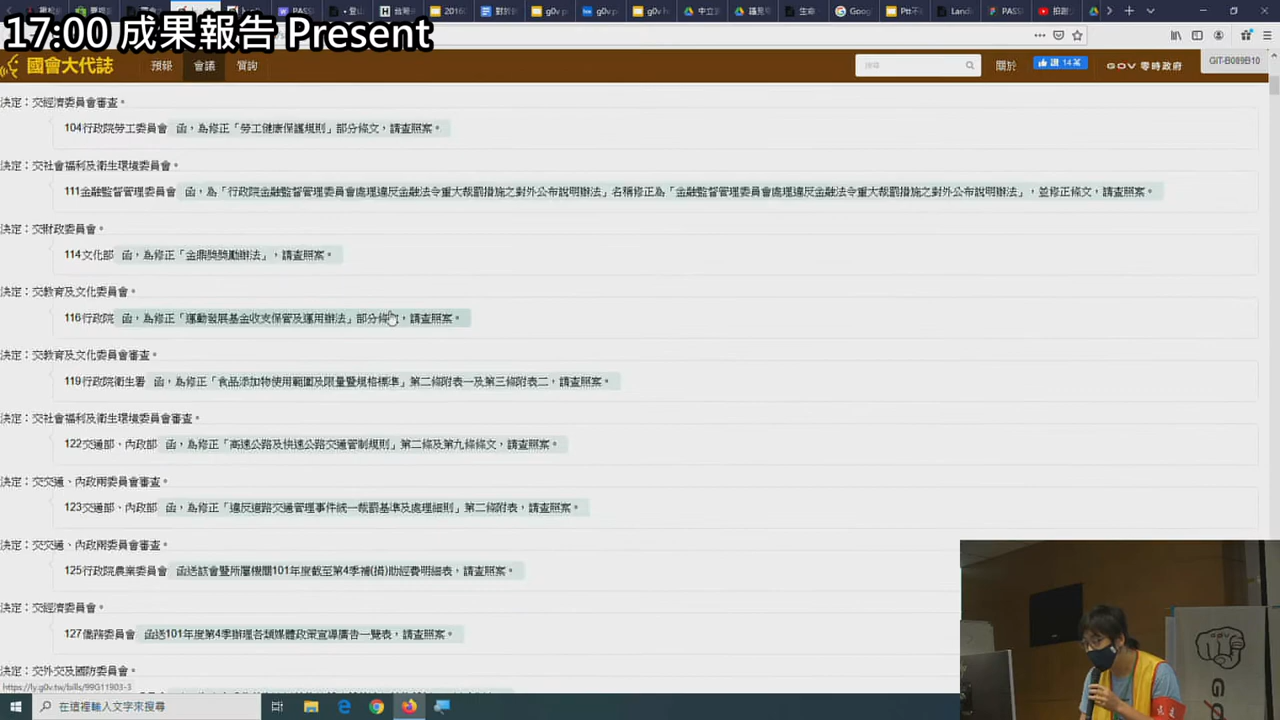 17:00 成果報告 Present
國會大代誌
預報 會議 質詢
搜尋
關於
讚 14 萬
G0V 零時政府
GIT-B089B10
決定：交經濟委員會審查。
104行政院勞工委員會 函，為修正「勞工健康保護規則」部分條文，請查照案。
決定：交社會福利及衛生環境委員會審查。
111金融監督管理委員會 函，為「行政院金融監督管理委員會處理違反金融法令重大裁罰措施之對外公布說明辦法」名稱修正為「金融監督管理委員會處理違反金融法令重大裁罰措施之對外公布說明辦法」，並修正條文，請查照案。
決定：交財政委員會。
114文化部 函，為修正「金鼎獎獎勵辦法」，請查照案。
決定：交教育及文化委員會。
116行政院 函，為修正「運動發展基金收支保管及運用辦法」部分條文，請查照案。
決定：交教育及文化委員會審查。
119行政院衛生署 函，為修正「食品添加物使用範圍及限量暨規格標準」第二條附表一及第三條附表二，請查照案。
決定：交社會福利及衛生環境委員會審查。
122交通部、內政部 函，為修正「高速公路及快速公路交通管制規則」第二條及第九條條文，請查照案。
決定：交交通、內政兩委員會審查。
123交通部、內政部 函，為修正「違反道路交通管理事件統一裁罰基準及處理細則」第二條附表，請查照案。
決定：交交通、內政兩委員會審查。
125行政院農業委員會 函送該會暨所屬機關101年度截至第4季補(捐)助經費明細表，請查照案。
決定：交經濟委員會。
127僑務委員會 函送101年度第4季辦理各類媒體政策宣導廣告一覽表，請查照案。
決定：交外交及國防委員會。
https://ly.g0v.tw/bills/99G11903-3
在這裡輸入文字來搜尋